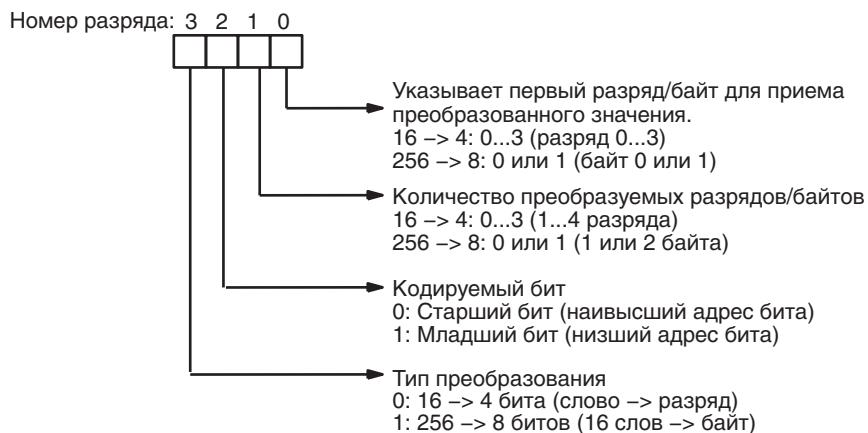 Номер разряда: 3 2 1 0
Указывает первый разряд/байт для приема
преобразованного значения.
16 –> 4: 0...3 (разряд 0...3)
256 –> 8: 0 или 1 (байт 0 или 1)
Количество преобразуемых разрядов/байтов
16 –> 4: 0...3 (1...4 разряда)
256 –> 8: 0 или 1 (1 или 2 байта)
Кодируемый бит
0: Старший бит (наивысший адрес бита)
1: Младший бит (низший адрес бита)
Тип преобразования
0: 16 –> 4 бита (слово –> разряд)
1: 256 –> 8 битов (16 слов –> байт)